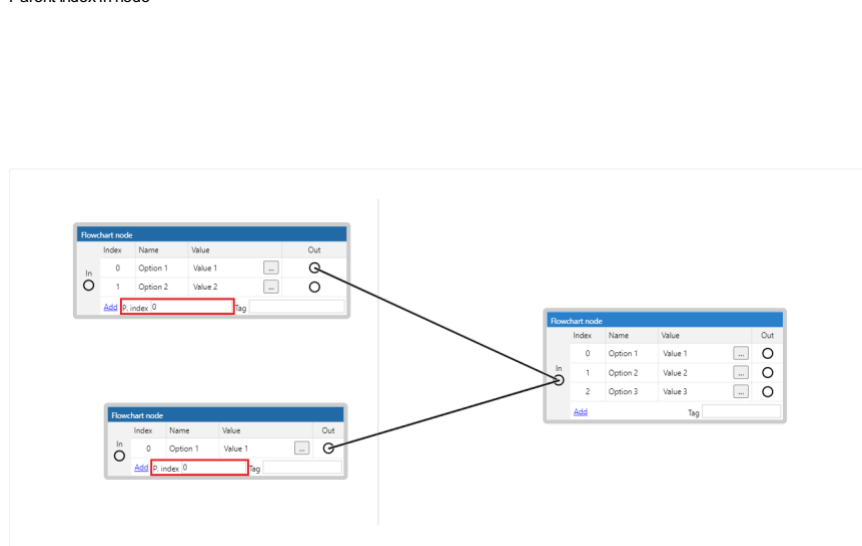 Parent index in node
Flowchart node
Index Name Value Out
In
0 Option 1 Value 1 ...
1 Option 2 Value 2 ...
Add P. index 0 Tag
Flowchart node
Index Name Value Out
In
0 Option 1 Value 1 ...
1 Option 2 Value 2 ...
2 Option 3 Value 3 ...
Add Tag
Flowchart node
Index Name Value Out
In
0 Option 1 Value 1 ...
Add P. index 0 Tag